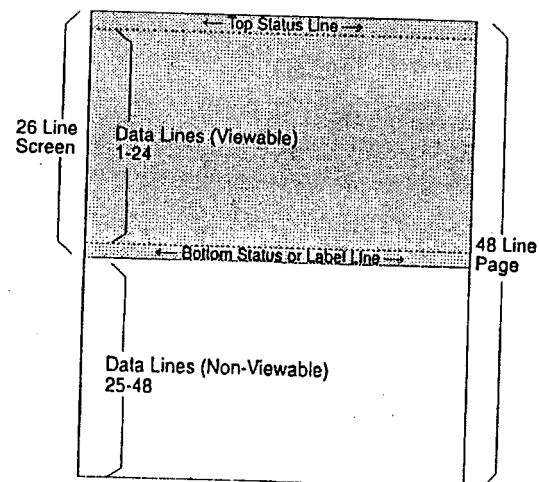 ← Top Status Line →
26 Line
Screen
Data Lines (Viewable)
1-24
48 Line
Page
← Bottom Status or Label Line →
Data Lines (Non-Viewable)
25-48